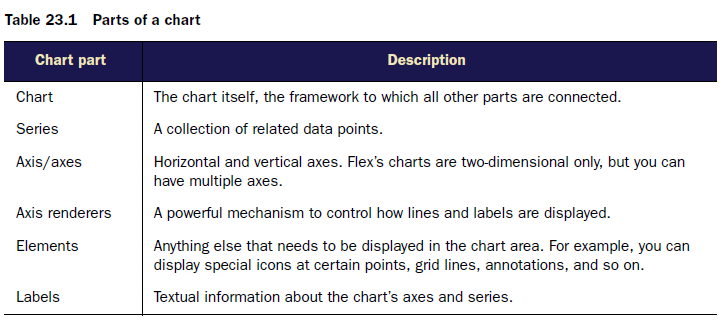 Table 23.1 Parts of a chart
Chart part Description
Chart The chart itself, the framework to which all other parts are connected.
Series A collection of related data points.
Axis/axes Horizontal and vertical axes. Flex's charts are two-dimensional only, but you can
have multiple axes.
Axis renderers A powerful mechanism to control how lines and labels are displayed.
Elements Anything else that needs to be displayed in the chart area. For example, you can
display special icons at certain points, grid lines, annotations, and so on.
Labels Textual information about the chart's axes and series.